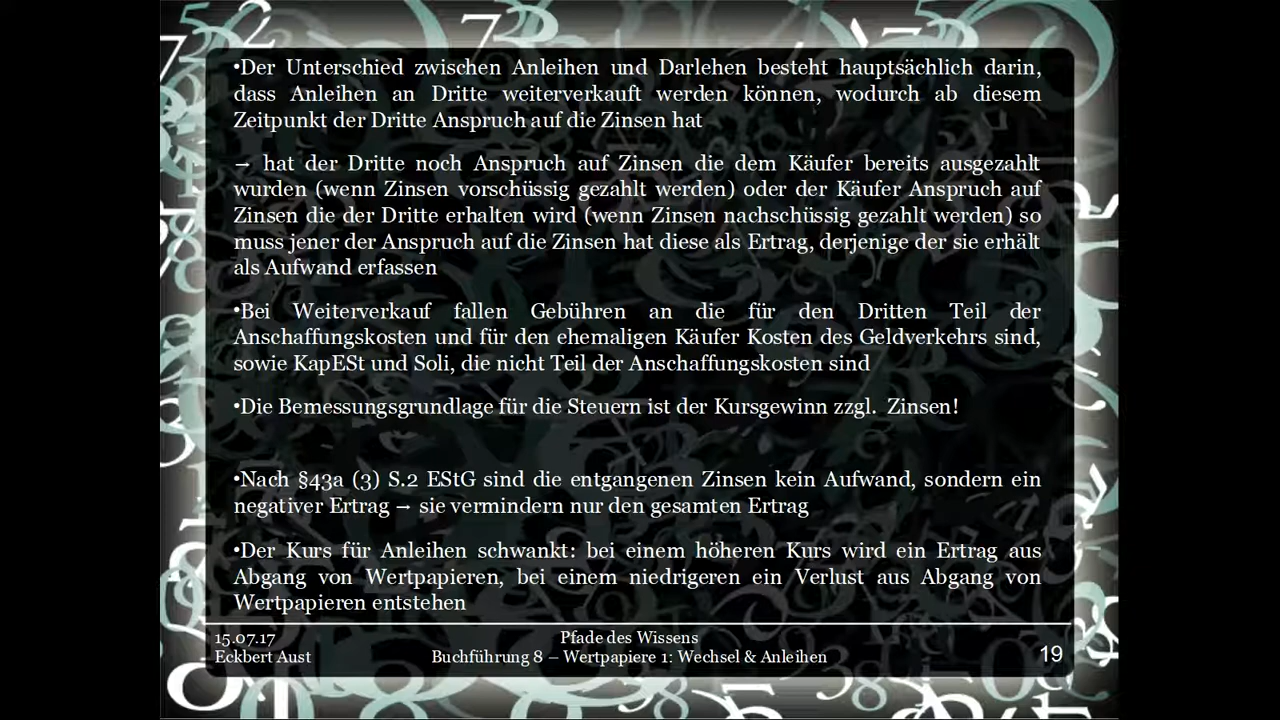 •Der Unterschied zwischen Anleihen und Darlehen besteht hauptsächlich darin,
dass Anleihen an Dritte weiterverkauft werden können, wodurch ab diesem
Zeitpunkt der Dritte Anspruch auf die Zinsen hat
→ hat der Dritte noch Anspruch auf Zinsen die dem Käufer bereits ausgezahlt
wurden (wenn Zinsen vorschüssig gezahlt werden) oder der Käufer Anspruch auf
Zinsen die der Dritte erhalten wird (wenn Zinsen nachschüssig gezahlt werden) so
muss jener der Anspruch auf die Zinsen hat diese als Ertrag, derjenige der sie erhält
als Aufwand erfassen
•Bei Weiterverkauf fallen Gebühren an die für den Dritten Teil der
Anschaffungskosten und für den ehemaligen Käufer Kosten des Geldverkehrs sind,
sowie KapESt und Soli, die nicht Teil der Anschaffungskosten sind
•Die Bemessungsgrundlage für die Steuern ist der Kursgewinn zzgl. Zinsen!
•Nach §43a (3) S.2 EStG sind die entgangenen Zinsen kein Aufwand, sondern ein
negativer Ertrag → sie vermindern nur den gesamten Ertrag
•Der Kurs für Anleihen schwankt: bei einem höheren Kurs wird ein Ertrag aus
Abgang von Wertpapieren, bei einem niedrigeren ein Verlust aus Abgang von
Wertpapieren entstehen
15.07.17
Pfade des Wissens
Eckbert Aust
Buchführung 8 – Wertpapiere 1: Wechsel & Anleihen
19